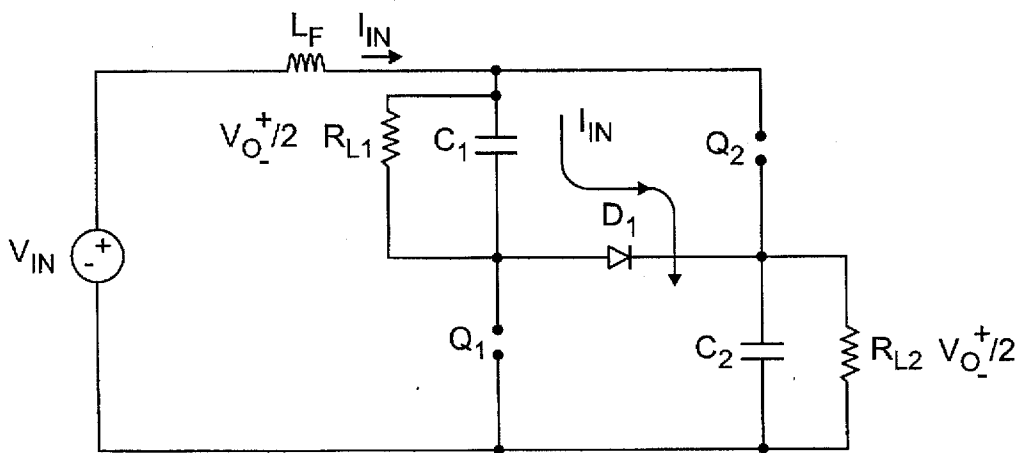 L_F I_IN
V_O^+_-/2 R_L1 C_1 I_IN Q_2
D_1
V_IN + -
Q_1 C_2 R_L2 V_O^+_-/2